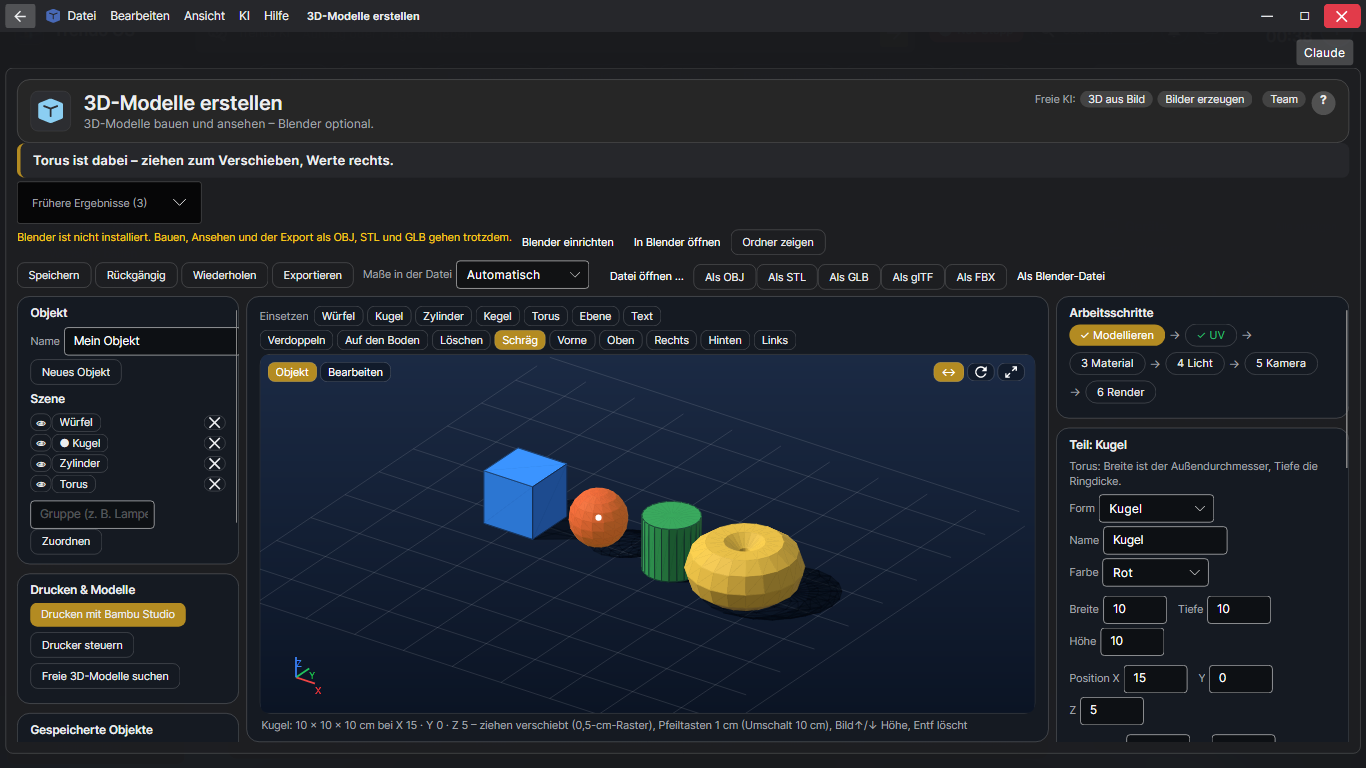 Datei Bearbeiten Ansicht KI Hilfe 3D-Modelle erstellen
Claude
3D-Modelle erstellen
3D-Modelle bauen und ansehen – Blender optional.
Freie KI: 3D aus Bild Bilder erzeugen Team ?
Torus ist dabei – ziehen zum Verschieben, Werte rechts.
Frühere Ergebnisse (3)
Blender ist nicht installiert. Bauen, Ansehen und der Export als OBJ, STL und GLB gehen trotzdem. Blender einrichten In Blender öffnen Ordner zeigen
Speichern Rückgängig Wiederholen Exportieren Maße in der Datei Automatisch Datei öffnen ... Als OBJ Als STL Als GLB Als glTF Als FBX Als Blender-Datei
Objekt
Name Mein Objekt
Neues Objekt
Szene
Würfel
Kugel
Zylinder
Torus
Gruppe (z. B. Lampe
Zuordnen
Drucken & Modelle
Drucken mit Bambu Studio
Drucker steuern
Freie 3D-Modelle suchen
Gespeicherte Objekte
Einsetzen Würfel Kugel Zylinder Kegel Torus Ebene Text
Verdoppeln Auf den Boden Löschen Schräg Vorne Oben Rechts Hinten Links
Objekt Bearbeiten
Z
Y
X
Kugel: 10 × 10 × 10 cm bei X 15 · Y 0 · Z 5 – ziehen verschiebt (0,5-cm-Raster), Pfeiltasten 1 cm (Umschalt 10 cm), Bild↑/↓ Höhe, Entf löscht
Arbeitsschritte
✓ Modellieren → ✓ UV →
3 Material → 4 Licht → 5 Kamera
→ 6 Render
Teil: Kugel
Torus: Breite ist der Außendurchmesser, Tiefe die
Ringdicke.
Form Kugel
Name Kugel
Farbe Rot
Breite 10 Tiefe 10
Höhe 10
Position X 15 Y 0
Z 5